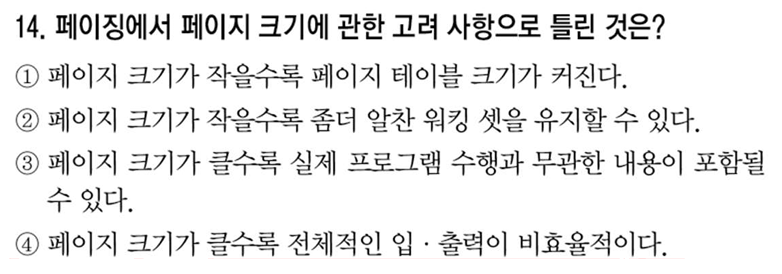 14. 페이징에서 페이지 크기에 관한 고려 사항으로 틀린 것은?
① 페이지 크기가 작을수록 페이지 테이블 크기가 커진다.
② 페이지 크기가 작을수록 좀더 알찬 워킹 셋을 유지할 수 있다.
③ 페이지 크기가 클수록 실제 프로그램 수행과 무관한 내용이 포함될
수 있다.
④ 페이지 크기가 클수록 전체적인 입·출력이 비효율적이다.